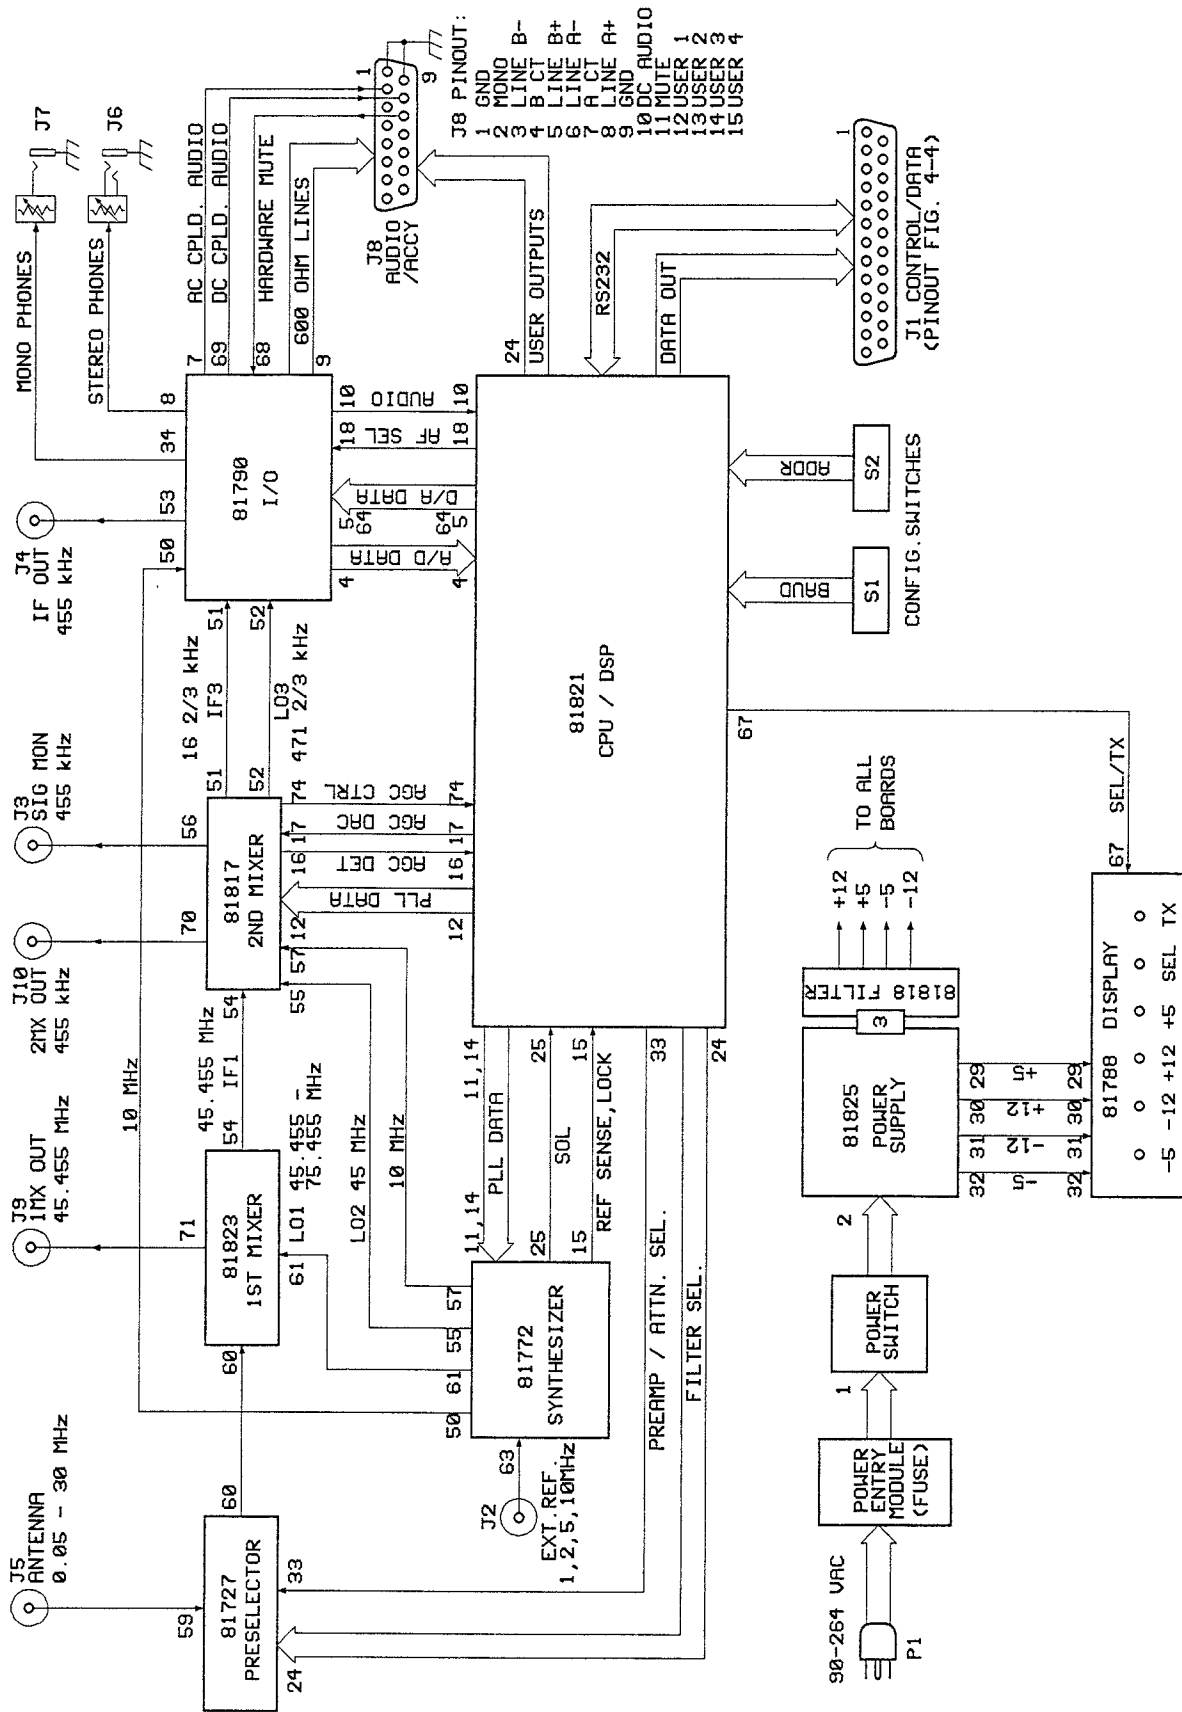 J5
ANTENNA
0.05 - 30 MHz
59
81727
PRESELECTOR
60
24
33
J9
1MX OUT
45.455 MHz
71
60
81823
1ST MIXER
61
LO1 45.455 -
75.455 MHz
54
45.455 MHz
IF1
54
10 MHz
J10
2MX OUT
455 kHz
70
J3
SIG MON
455 kHz
56
81817
2ND MIXER
55
57
12
16
17
74
51
52
16 2/3 kHz
IF3
LO3
471 2/3 kHz
51
52
J4
IF OUT
455 kHz
50
53
34
8
81790
I/O
MONO PHONES
J7
STEREO PHONES
J6
7
AC CPLD. AUDIO
69
DC CPLD. AUDIO
68
HARDWARE MUTE
600 OHM LINES
9
1
9
J8
AUDIO
/ACCY
J8 PINOUT:
1 GND
2 MONO
3 LINE B-
4 B CT
5 LINE B+
6 LINE A-
7 A CT
8 LINE A+
9 GND
10 DC AUDIO
11 MUTE
12 USER 1
13 USER 2
14 USER 3
15 USER 4
4
A/D DATA
4
5
64
D/A DATA
64
5
18
AF SEL
18
10
AUDIO
10
LO2 45 MHz
10 MHz
PLL DATA
12
AGC DET
16
AGC DAC
17
AGC CTRL
74
J2
EXT.REF.
1,2,5,10MHz
63
50
61
55
57
81772
SYNTHESIZER
11,14
PLL DATA
11,14
25
SOL
25
15
REF SENSE,LOCK
15
PREAMP / ATTN. SEL.
33
FILTER SEL.
24
81821
CPU / DSP
24
USER OUTPUTS
RS232
DATA OUT
1
J1 CONTROL/DATA
(PINOUT FIG. 4-4)
67
BAUD
S1
ADDR
S2
CONFIG.SWITCHES
90-264 VAC
P1
POWER
ENTRY
MODULE
(FUSE)
1
POWER
SWITCH
2
81825
POWER
SUPPLY
3
81818 FILTER
+12
+5
-5
-12
TO ALL
BOARDS
SEL/TX
67
32
-5
32
31
-12
31
30
+12
30
29
+5
29
81788 DISPLAY
-5 -12 +12 +5 SEL TX